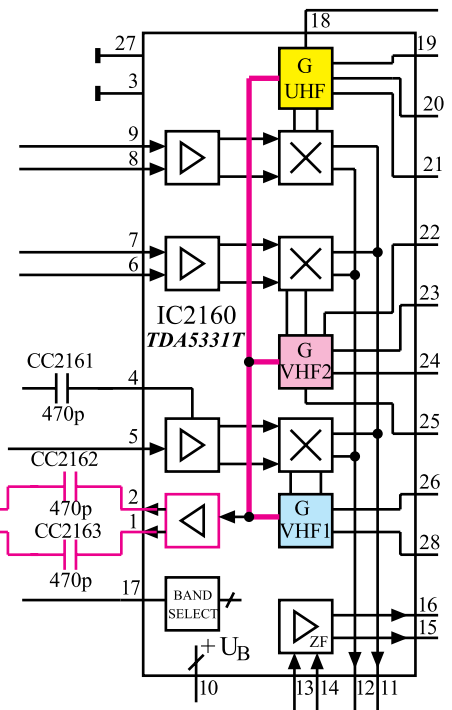 18
27
G
UHF
19
3
20
9
8
21
7
22
6
IC2160
TDA5331T
23
G
VHF2
24
CC2161
4
470p
25
5
CC2162
2
470p
26
CC2163
1
G
VHF1
28
470p
17
BAND
SELECT
16
ZF
15
+ UB
10
13
14
12
11